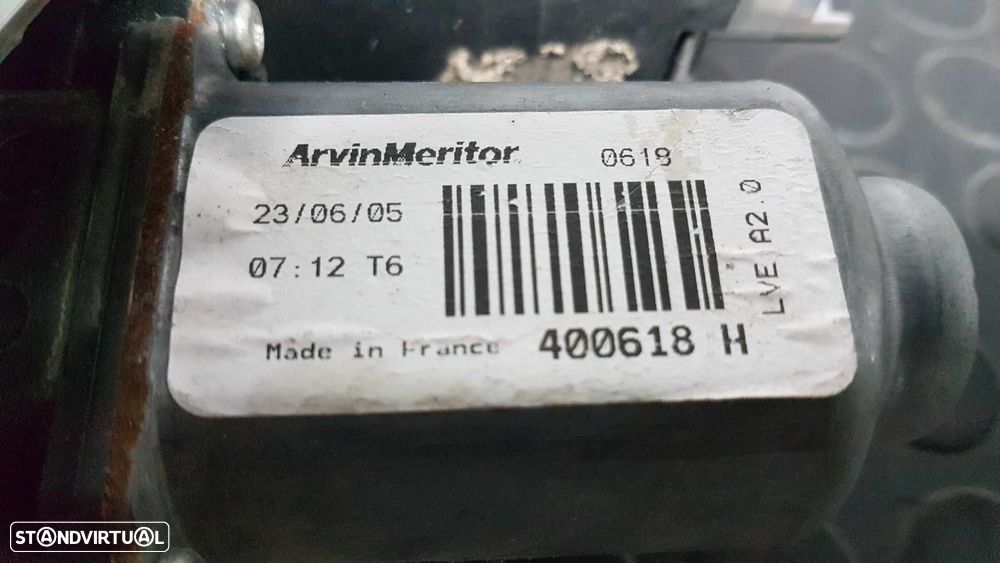 ArvinMeritor 0618
23/06/05
07:12 T6
LVE A2.0
Made in France 400618 H
STANDVIRTUAL